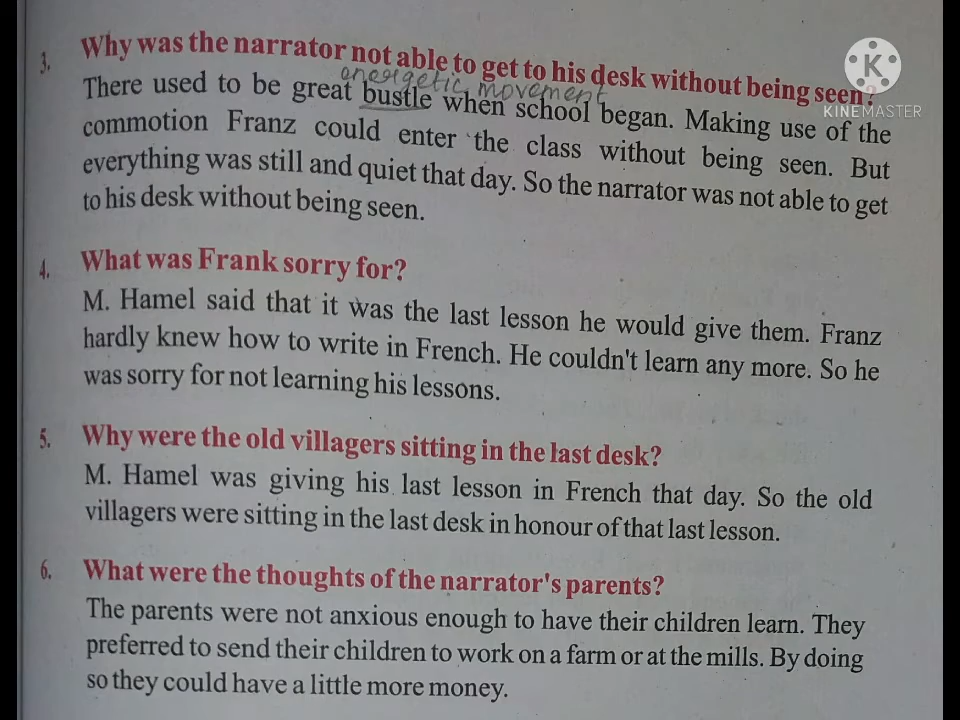 3. Why was the narrator not able to get to his desk without being seen?
energetic movement
There used to be great bustle when school began. Making use of the
commotion Franz could enter the class without being seen. But
everything was still and quiet that day. So the narrator was not able to get
to his desk without being seen.
4. What was Frank sorry for?
M. Hamel said that it was the last lesson he would give them. Franz
hardly knew how to write in French. He couldn't learn any more. So he
was sorry for not learning his lessons.
5. Why were the old villagers sitting in the last desk?
M. Hamel was giving his last lesson in French that day. So the old
villagers were sitting in the last desk in honour of that last lesson.
6. What were the thoughts of the narrator's parents?
The parents were not anxious enough to have their children learn. They
preferred to send their children to work on a farm or at the mills. By doing
so they could have a little more money.
K
KINEMASTER